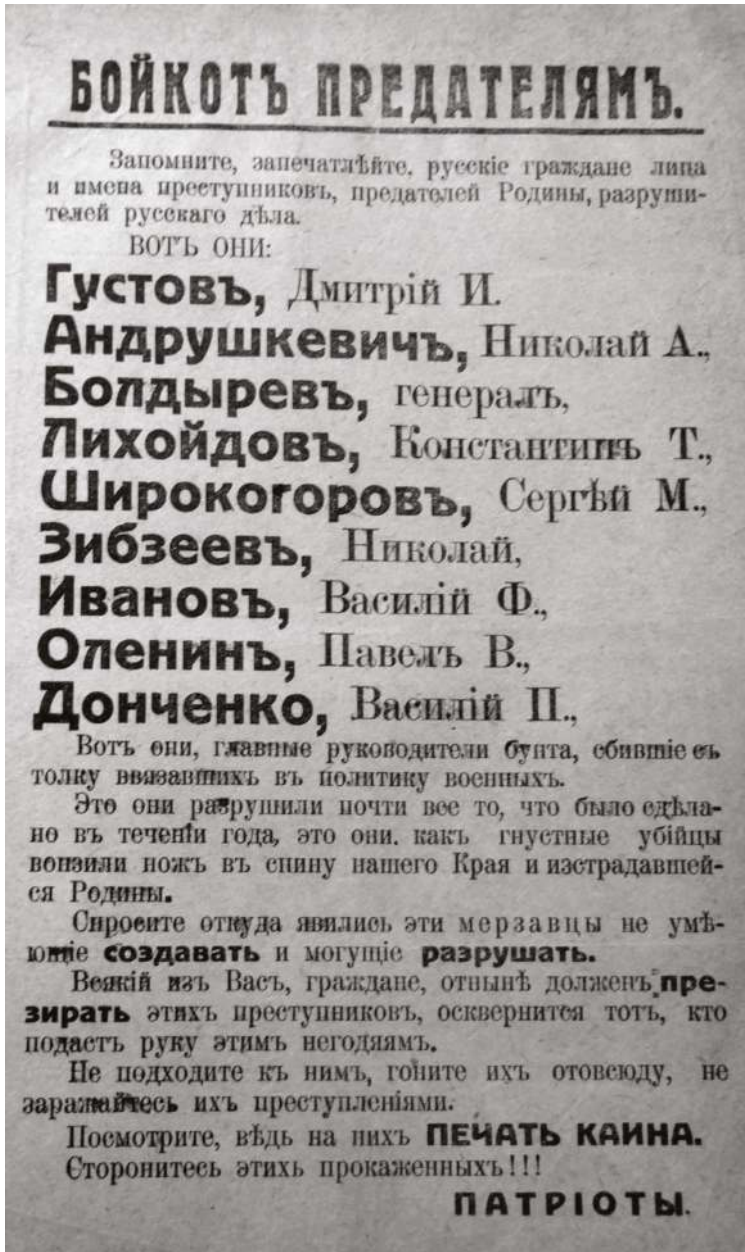 БОЙКОТЪ ПРЕДАТЕЛЯМЪ.
Запомните, запечатлѣйте, русскіе граждане лица
и имена преступниковъ, предателей Родины, разруши-
телей русскаго дѣла.
ВОТЪ ОНИ:
Густовъ, Дмитрій И.
Андрушкевичъ, Николай А.,
Болдыревъ, генералъ,
Лихойдовъ, Константинъ Т.,
Широкогоровъ, Сергѣй М.,
Зибзеевъ, Николай,
Ивановъ, Василій Ф.,
Оленинъ, Павелъ В.,
Донченко, Василій П.,
Вотъ они, главные руководители бунта, сбившіе съ
толку ввязавшихъ въ политику военныхъ.
Это они разрушили почти все то, что было сдѣла-
но въ теченіи года, это они. какъ гнустные убійцы
вонзили ножъ въ спину нашего Края и изстрадавшей-
ся Родины.
Спросите откуда явились эти мерзавцы не умѣ-
ющіе создавать и могущіе разрушать.
Всякій изъ Васъ, граждане, отнынѣ долженъ пре-
зирать этихъ преступниковъ, осквернится тотъ, кто
подастъ руку этимъ негодяямъ.
Не подходите къ нимъ, гоните ихъ отовсюду, не
заражайтесь ихъ преступленіями.
Посмотрите, вѣдь на нихъ ПЕЧАТЬ КАИНА.
Сторонитесь этихь прокаженныхъ!!!
ПАТРІОТЫ.